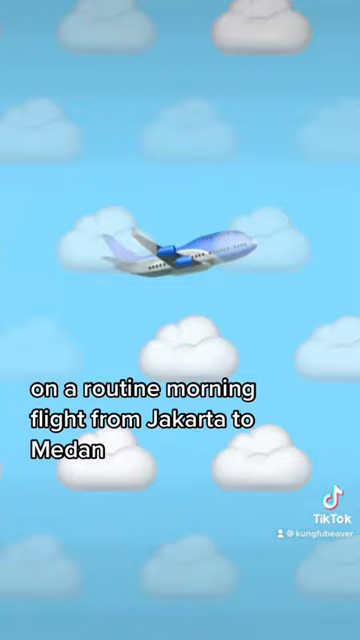 on a routine morning
flight from Jakarta to
Medan
TikTok
@kungfubeaver